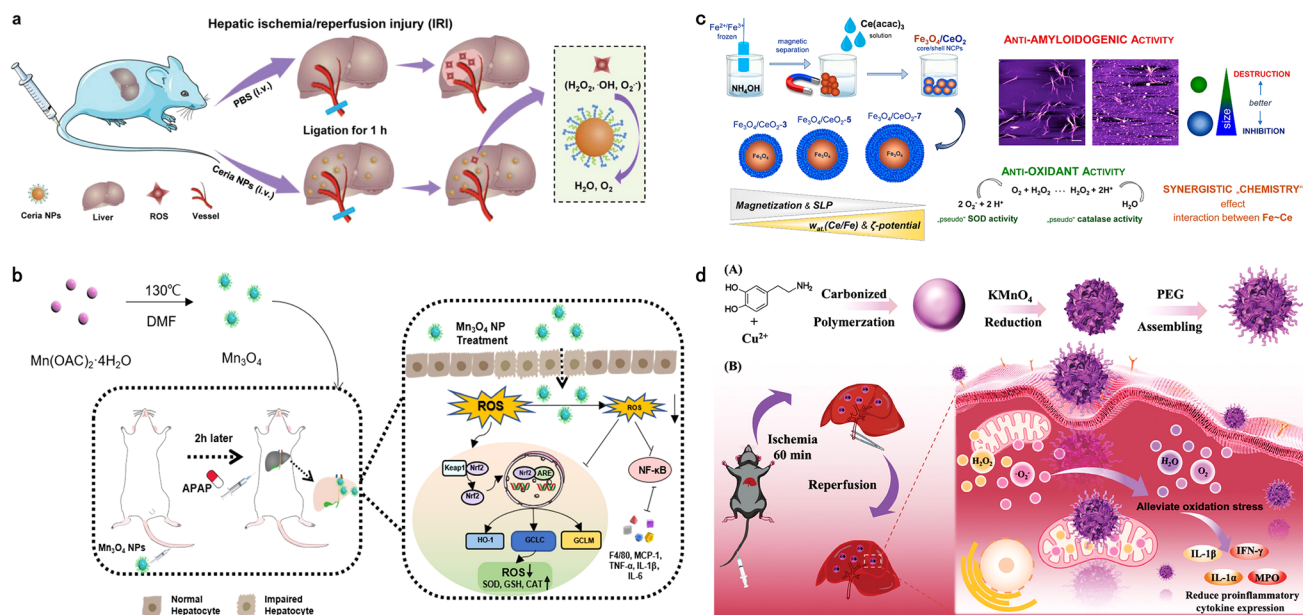 a
Hepatic ischemia/reperfusion injury (IRI)
PBS (i.v.)
Ligation for 1 h
Ceria NPs (i.v.)
(H₂O₂, ·OH, O₂·⁻)
H₂O, O₂
Ceria NPs
Liver
ROS
Vessel
b
130℃
DMF
Mn(OAC)₂·4H₂O
Mn₃O₄
2h later
APAP
Mn₃O₄ NPs
Normal
Hepatocyte
Impaired
Hepatocyte
Mn₃O₄ NP
Treatment
ROS
ROS
Keap1
Nrf2
Nrf2
Nrf2
ARE
NF-κB
HO-1
GCLC
GCLM
F4/80, MCP-1,
TNF-α, IL-1β,
IL-6
ROS
SOD, GSH, CAT
c
Fe²⁺/Fe³⁺
frozen
NH₄OH
magnetic
separation
Ce(acac)₃
solution
Fe₃O₄/CeO₂
core/shell NCPs
Fe₃O₄/CeO₂-3
Fe₃O₄/CeO₂-5
Fe₃O₄/CeO₂-7
Fe₃O₄
Fe₃O₄
Fe₃O₄
Magnetization & SLP
w_at.(Ce/Fe) & ζ-potential
ANTI-AMYLOIDOGENIC ACTIVITY
DESTRUCTION
better
size
INHIBITION
ANTI-OXIDANT ACTIVITY
O₂ + H₂O₂ ··· H₂O₂ + 2H⁺
2 O₂⁻ + 2 H⁺
H₂O
„pseudo" SOD activity
„pseudo" catalase activity
SYNERGISTIC „CHEMISTRY"
effect
interaction between Fe~Ce
d
(A)
HO
HO
NH₂
+
Cu²⁺
Carbonized
Polymerzation
KMnO₄
Reduction
PEG
Assembling
(B)
Ischemia
60 min
Reperfusion
H₂O₂
·O₂⁻
H₂O
O₂
Alleviate oxidation stress
IL-1β
IFN-γ
IL-1α
MPO
Reduce proinflammatory
cytokine expression